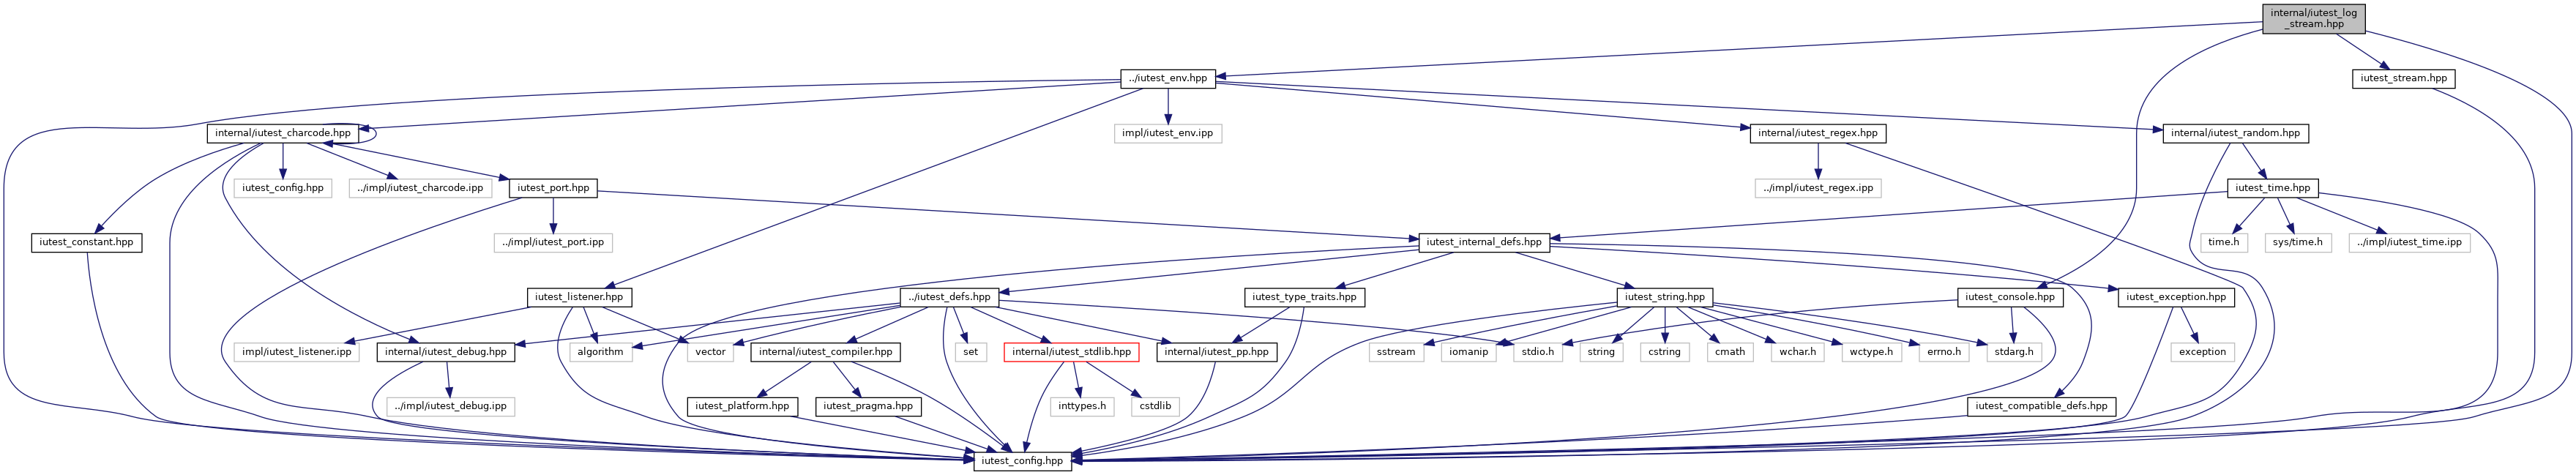 internal/iutest_log
_stream.hpp
../iutest_env.hpp
iutest_stream.hpp
internal/iutest_charcode.hpp
impl/iutest_env.ipp
internal/iutest_regex.hpp
internal/iutest_random.hpp
iutest_config.hpp
../impl/iutest_charcode.ipp
iutest_port.hpp
../impl/iutest_regex.ipp
iutest_time.hpp
iutest_constant.hpp
../impl/iutest_port.ipp
iutest_internal_defs.hpp
time.h
sys/time.h
../impl/iutest_time.ipp
iutest_listener.hpp
../iutest_defs.hpp
iutest_type_traits.hpp
iutest_string.hpp
iutest_console.hpp
iutest_exception.hpp
impl/iutest_listener.ipp
internal/iutest_debug.hpp
algorithm
vector
internal/iutest_compiler.hpp
set
internal/iutest_stdlib.hpp
internal/iutest_pp.hpp
sstream
iomanip
stdio.h
string
cstring
cmath
wchar.h
wctype.h
errno.h
stdarg.h
exception
../impl/iutest_debug.ipp
iutest_platform.hpp
iutest_pragma.hpp
inttypes.h
cstdlib
iutest_compatible_defs.hpp
iutest_config.hpp